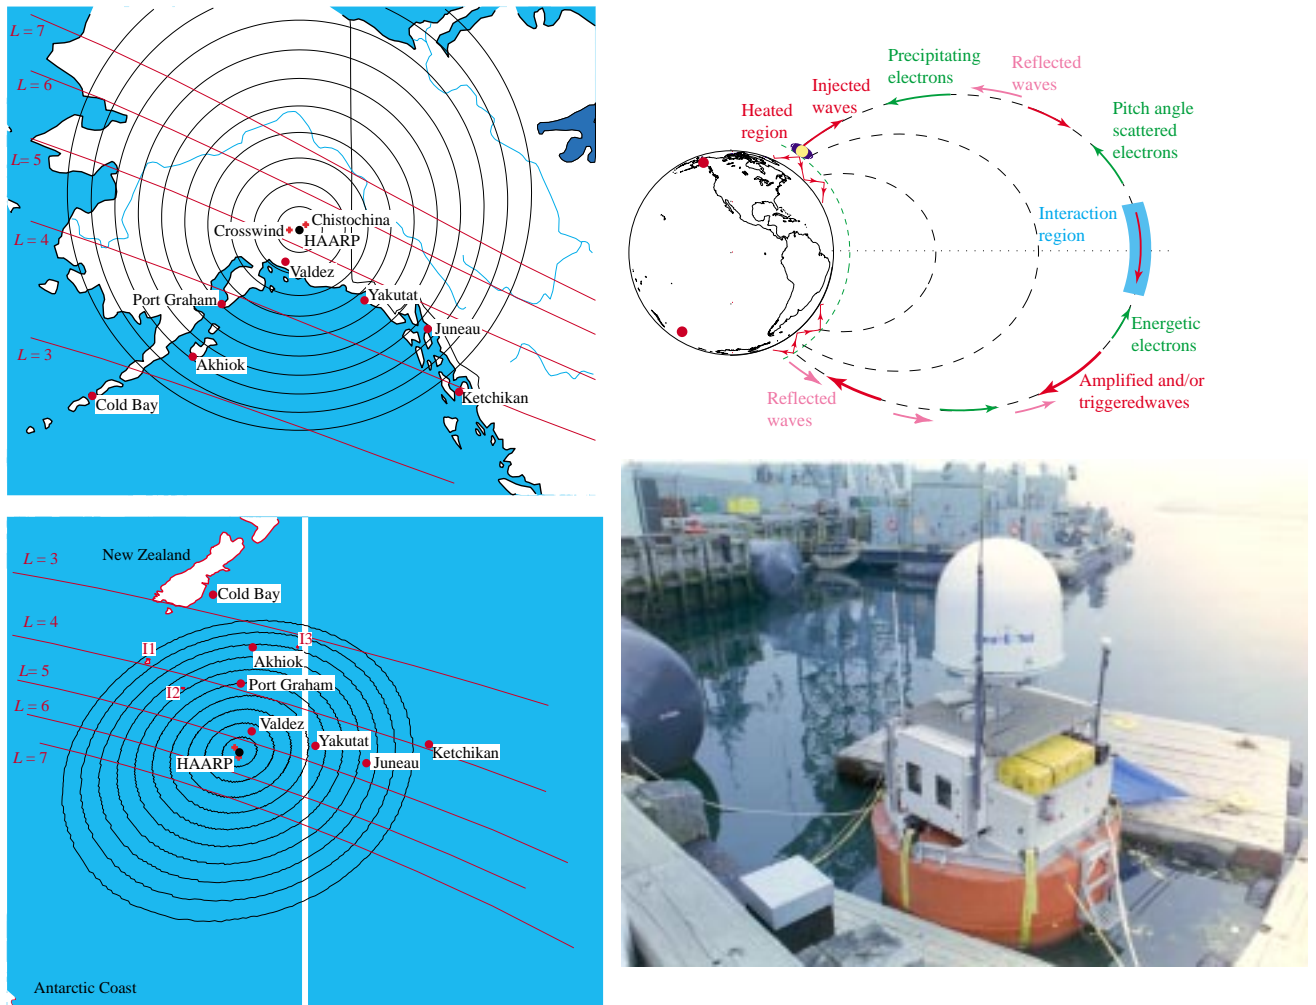 L = 7
L = 6
L = 5
L = 4
L = 3
Chistochina
Crosswind
HAARP
Valdez
Port Graham
Yakutat
Juneau
Akhiok
Cold Bay
Ketchikan
Precipitating
electrons
Reflected
waves
Injected
waves
Heated
region
Pitch angle
scattered
electrons
Interaction
region
Energetic
electrons
Amplified and/or
triggeredwaves
Reflected
waves
New Zealand
L = 3
Cold Bay
L = 4
I1
I3
Akhiok
L = 5
I2
Port Graham
L = 6
Valdez
Yakutat
L = 7
HAARP
Juneau
Ketchikan
Antarctic Coast